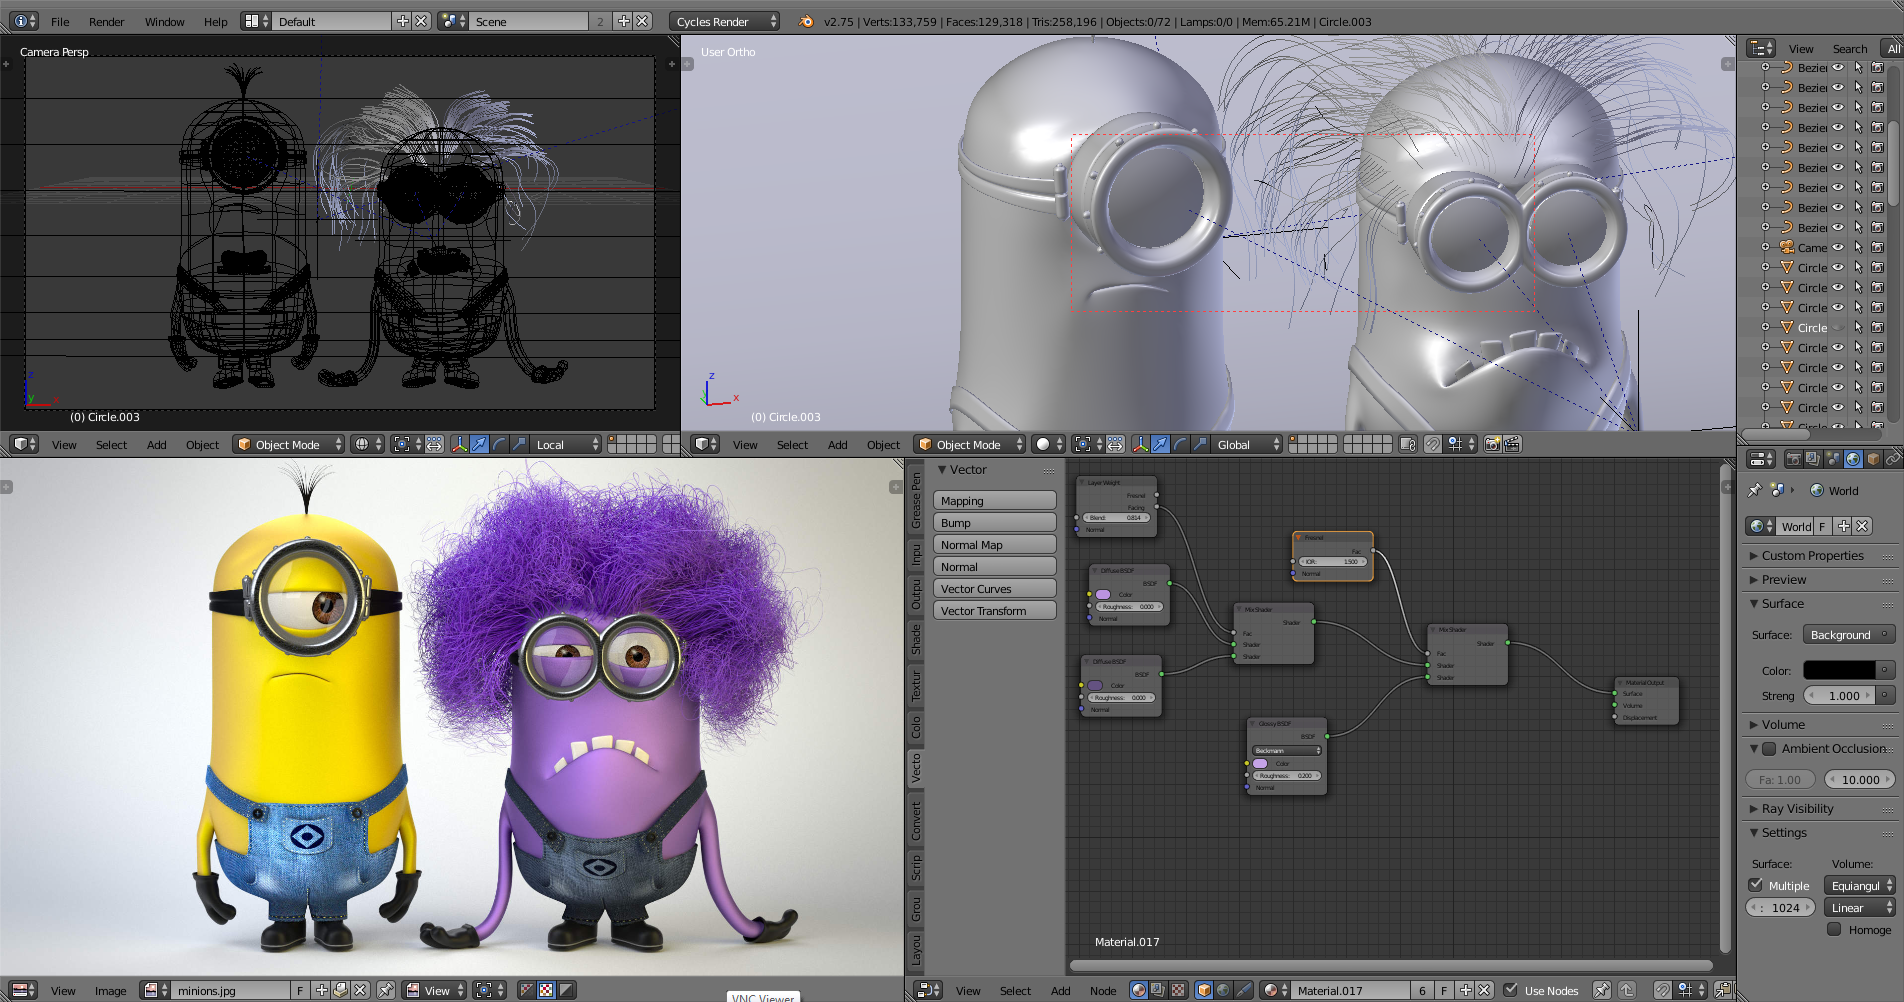 File Render Window Help Default Scene 2 Cycles Render v2.75 | Verts:133,759 | Faces:129,318 | Tris:258,196 | Objects:0/72 | Lamps:0/0 | Mem:65.21M | Circle.003
Camera Persp
User Ortho
View Search All
Bezier
Bezier
Bezier
Bezier
Bezier
Bezier
Bezier
Bezier
Bezier
Came
Circle
Circle
Circle
Circle
Circle
Circle
Circle
Circle
z
y
x
(0) Circle.003
z
y
x
(0) Circle.003
View Select Add Object Object Mode Local
View Select Add Object Object Mode Global
Grease Pen
Inpu
Outpu
Shade
Textur
Colo
Vecto
Convert
Scrip
Grou
Layou
Vector
Mapping
Bump
Normal Map
Normal
Vector Curves
Vector Transform
Layer Weight
Fresnel
Facing
Blend: 0.814
Normal
Diffuse BSDF
BSDF
Color
Roughness: 0.000
Normal
Diffuse BSDF
BSDF
Color
Roughness: 0.000
Normal
Fresnel
Fac
IOR: 1.500
Normal
Mix Shader
Shader
Fac
Shader
Shader
Glossy BSDF
BSDF
Beckmann
Color
Roughness: 0.200
Normal
Mix Shader
Shader
Fac
Shader
Shader
Material Output
Surface
Volume
Displacement
Material.017
World
World F
Custom Properties
Preview
Surface
Surface: Background
Color:
Streng 1.000
Volume
Ambient Occlusion
Fa: 1.00 10.000
Ray Visibility
Settings
Surface: Volume:
Multiple Equiangul
: 1024 Linear
Homoge
View Image minions.jpg F View
VNC Viewer
View Select Add Node Material.017 6 F Use Nodes